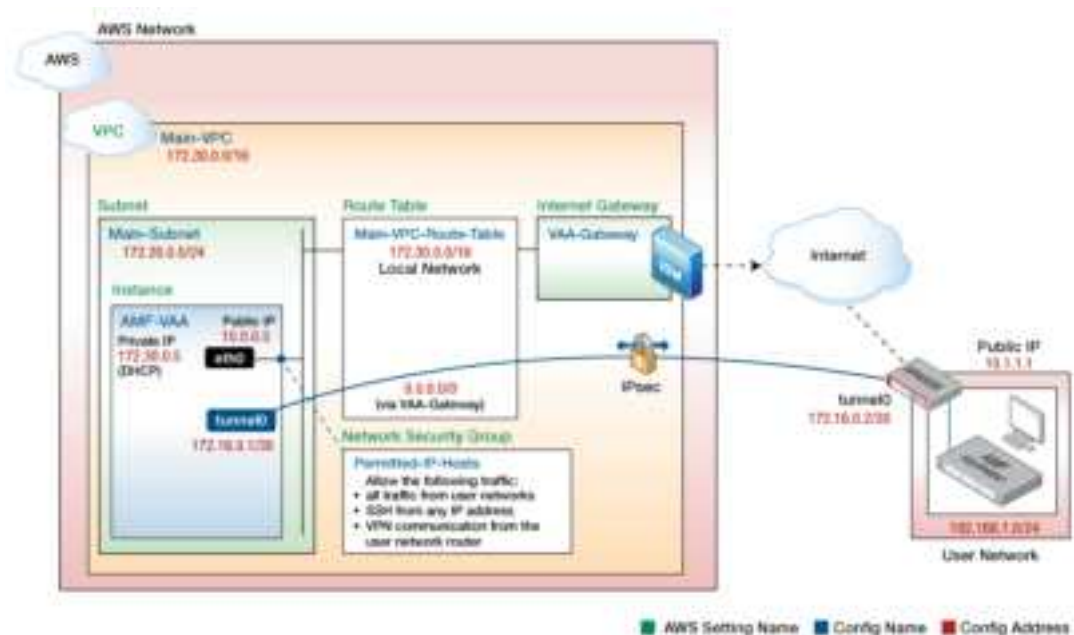 AWS Network
AWS
VPC
Main-VPC
172.30.0.0/16
Subnet
Route Table
Internet Gateway
Main-Subnet
172.20.0.0/24
Main-VPC-Route-Table
172.30.0.0/16
Local Network
VAA-Gateway
Internet
Instance
AMF-VAA
Public IP
10.0.0.5
Private IP
172.30.0.5
(DHCP)
eth0
0.0.0.0/0
(via VAA-Gateway)
IPsec
Public IP
10.1.1.1
tunnel0
172.16.0.2/30
tunnel0
172.16.0.1/30
Network Security Group
Permitted-IP-Hosts
Allow the following traffic:
• all traffic from user networks
• SSH from any IP address
• VPN communication from the
user network router
192.168.1.0/24
User Network
AWS Setting Name
Config Name
Config Address